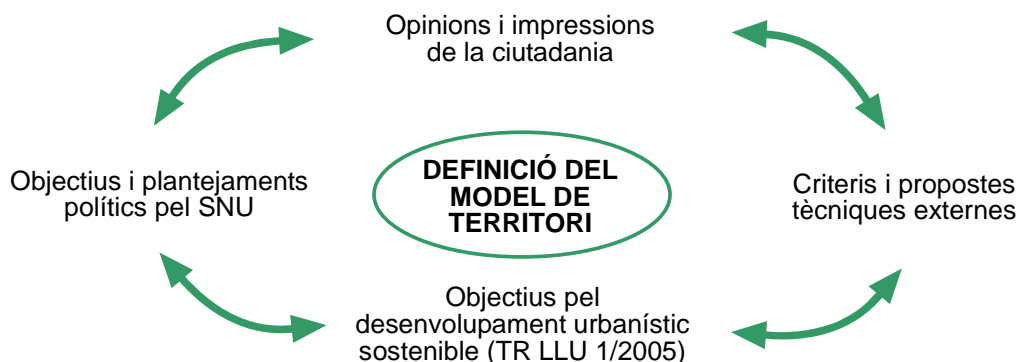 Opinions i impressions
de la ciutadania
Objectius i plantejaments
polítics pel SNU
DEFINICIÓ DEL
MODEL DE
TERRITORI
Criteris i propostes
tècniques externes
Objectius pel
desenvolupament urbanístic
sostenible (TR LLU 1/2005)